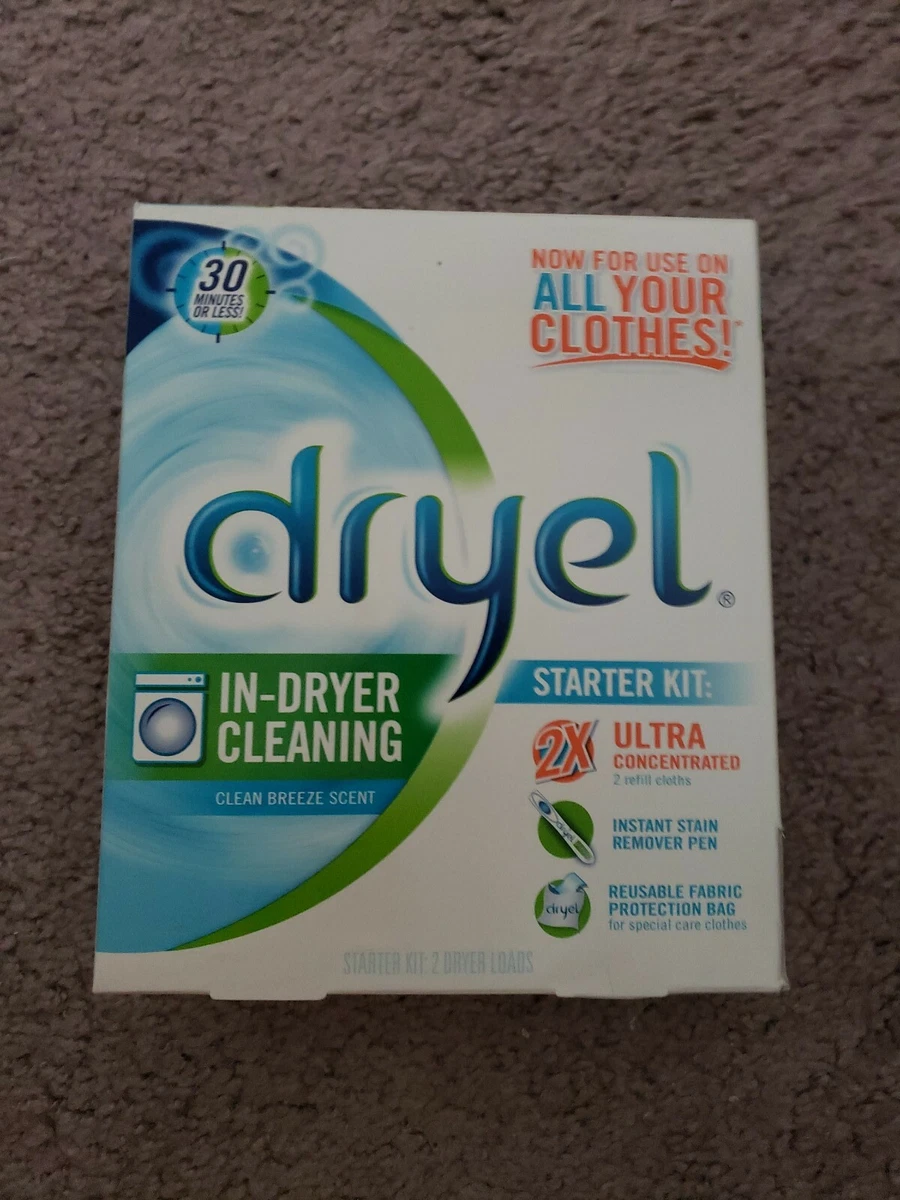 30
MINUTES
OR LESS!
NOW FOR USE ON
ALL YOUR
CLOTHES!*
dryel®
IN-DRYER
CLEANING
CLEAN BREEZE SCENT
STARTER KIT:
2X ULTRA
CONCENTRATED
2 refill cloths
dryel
INSTANT STAIN
REMOVER PEN
dryel
REUSABLE FABRIC
PROTECTION BAG
for special care clothes
STARTER KIT: 2 DRYER LOADS